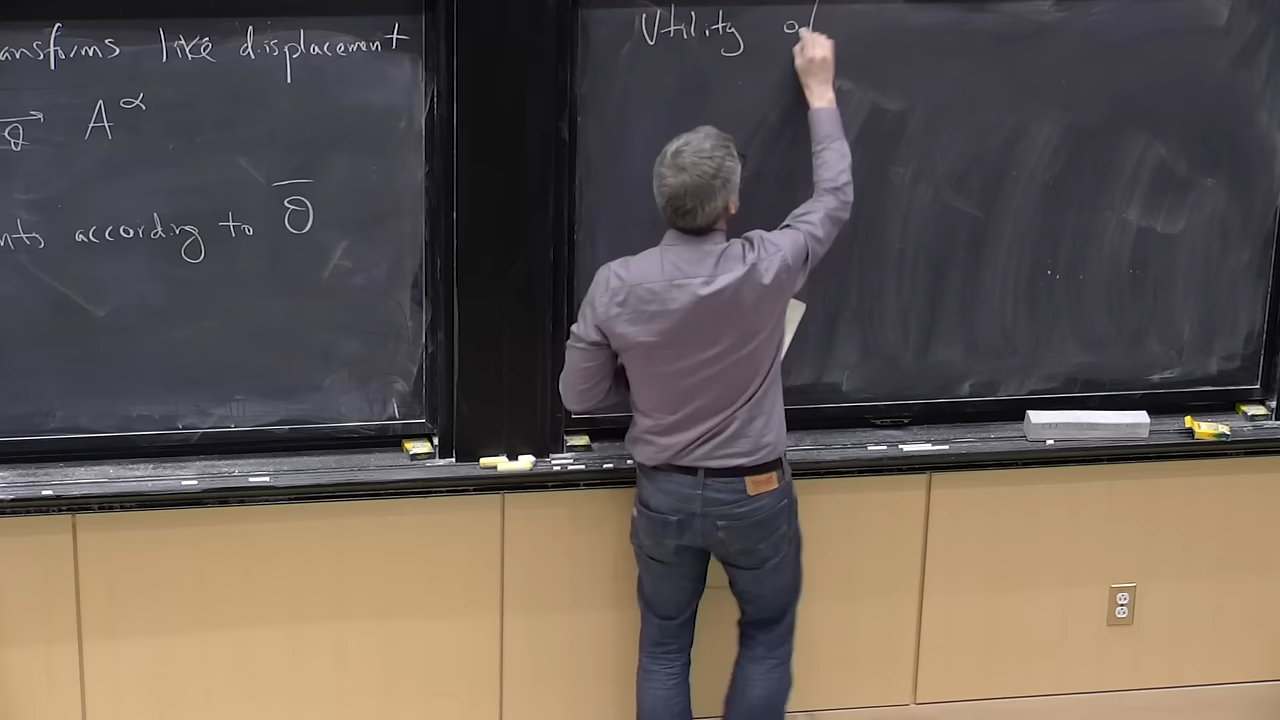 ansforms like displacement
O A^α
nts according to O̅
Utility of